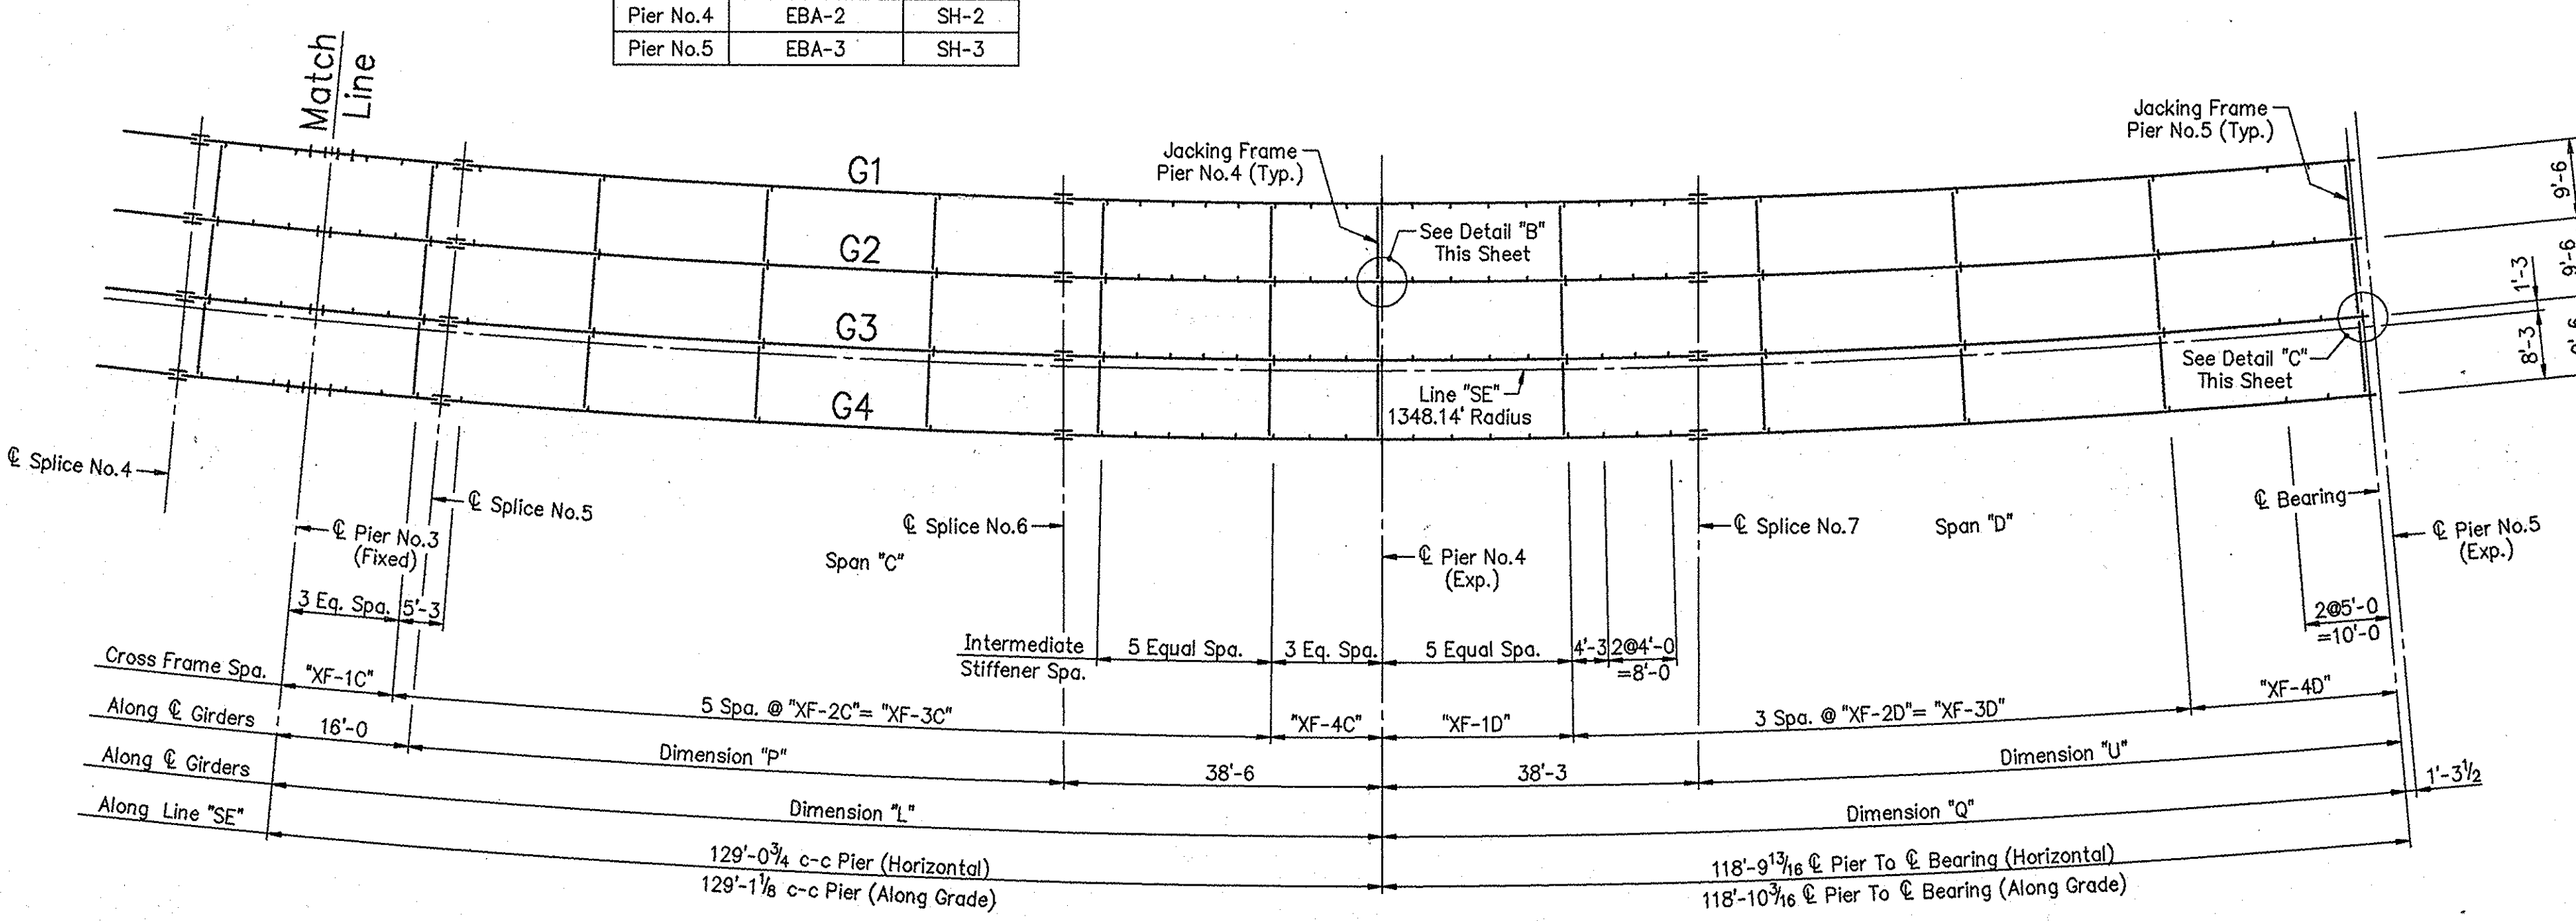 Pier No.4 EBA-2 SH-2
Pier No.5 EBA-3 SH-3
Match
Line
Jacking Frame
Pier No.4 (Typ.)
Jacking Frame
Pier No.5 (Typ.)
G1
G2
G3
G4
See Detail "B"
This Sheet
See Detail "C"
This Sheet
Line "SE"
1348.14' Radius
9'-6
9'-6
1'-3
8'-3
℄ Splice No.4
℄ Splice No.5
℄ Pier No.3
(Fixed)
℄ Splice No.6
Span "C"
℄ Pier No.4
(Exp.)
℄ Splice No.7
Span "D"
℄ Bearing
℄ Pier No.5
(Exp.)
3 Eq. Spa. 5'-3
Intermediate
Stiffener Spa.
5 Equal Spa. 3 Eq. Spa. 5 Equal Spa. 4'-3 2@4'-0
=8'-0
2@5'-0
=10'-0
Cross Frame Spa. "XF-1C" 5 Spa. @ "XF-2C"= "XF-3C" "XF-4C" "XF-1D" 3 Spa. @ "XF-2D"= "XF-3D" "XF-4D"
Along ℄ Girders 16'-0 Dimension "P" 38'-6 38'-3 Dimension "U"
Along ℄ Girders Dimension "L" Dimension "Q" 1'-3½
Along Line "SE"
129'-0¾ c-c Pier (Horizontal)
129'-1⅛ c-c Pier (Along Grade)
118'-9 13/16 ℄ Pier To ℄ Bearing (Horizontal)
118'-10 3/16 ℄ Pier To ℄ Bearing (Along Grade)